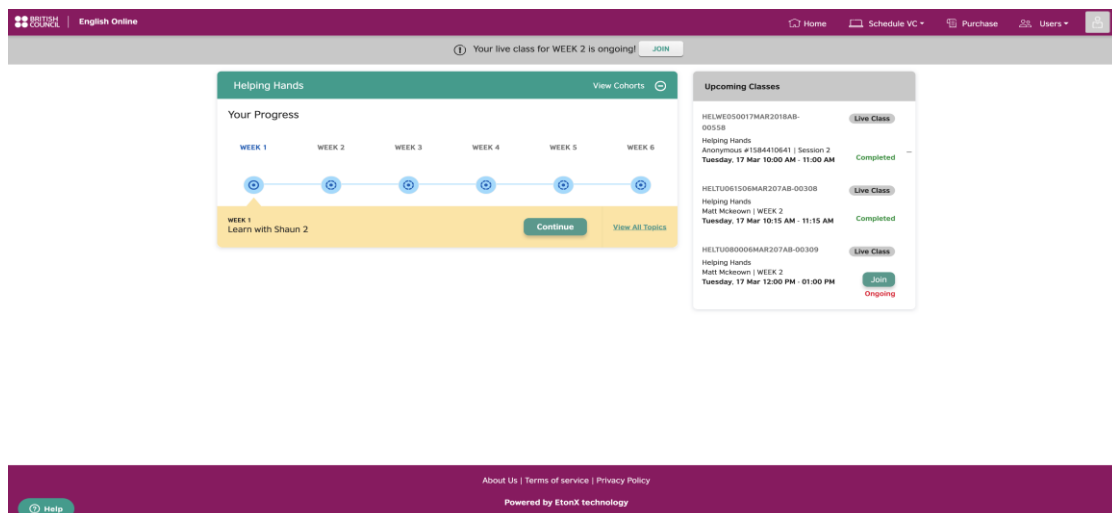 BRITISH COUNCIL
English Online
Home
Schedule VC
Purchase
Users
Your live class for WEEK 2 is ongoing! JOIN
Helping Hands
View Cohorts
Your Progress
WEEK 1 WEEK 2 WEEK 3 WEEK 4 WEEK 5 WEEK 6
WEEK 1
Learn with Shaun 2
Continue
View All Topics
Upcoming Classes
HELWE050017MAR2018AB-
00558
Live Class
Helping Hands
Anonymous #1584410641 | Session 2
Tuesday, 17 Mar 10:00 AM - 11:00 AM
Completed
HELTU061506MAR207AB-00308
Live Class
Helping Hands
Matt Mckeown | WEEK 2
Tuesday, 17 Mar 10:15 AM - 11:15 AM
Completed
HELTU080006MAR207AB-00309
Live Class
Helping Hands
Matt Mckeown | WEEK 2
Tuesday, 17 Mar 12:00 PM - 01:00 PM
Join
Ongoing
About Us | Terms of service | Privacy Policy
Powered by EtonX technology
Help